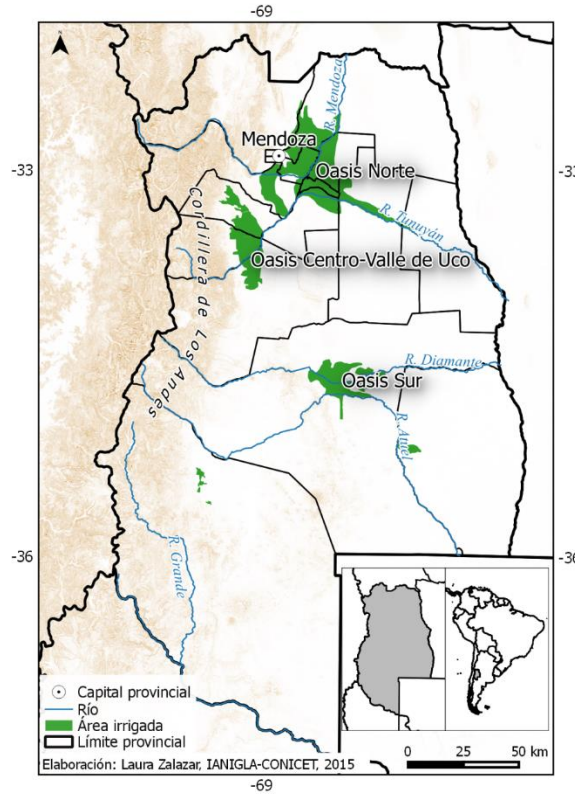 -69
N
R. Mendoza
Mendoza
-33
-33
Oasis Norte
R. Tunuyán
Cordillera de Los Andes
Oasis Centro-Valle de Uco
R. Diamante
Oasis Sur
R. Atuel
-36
-36
R. Grande
Capital provincial
Río
Área irrigada
Límite provincial
0 25 50 km
Elaboración: Laura Zalazar, IANIGLA-CONICET, 2015
-69